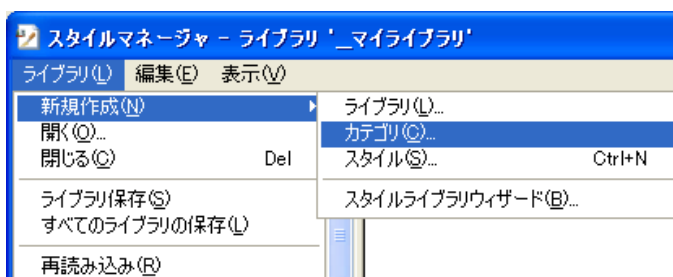 スタイルマネージャ - ライブラリ '__マイライブラリ'
ライブラリ(L) 編集(E) 表示(V)
新規作成(N)
開く(O)...
閉じる(C) Del
ライブラリ保存(S)
すべてのライブラリの保存(L)
再読み込み(R)
ライブラリ(L)...
カテゴリ(C)...
スタイル(S)... Ctrl+N
スタイルライブラリウィザード(B)...